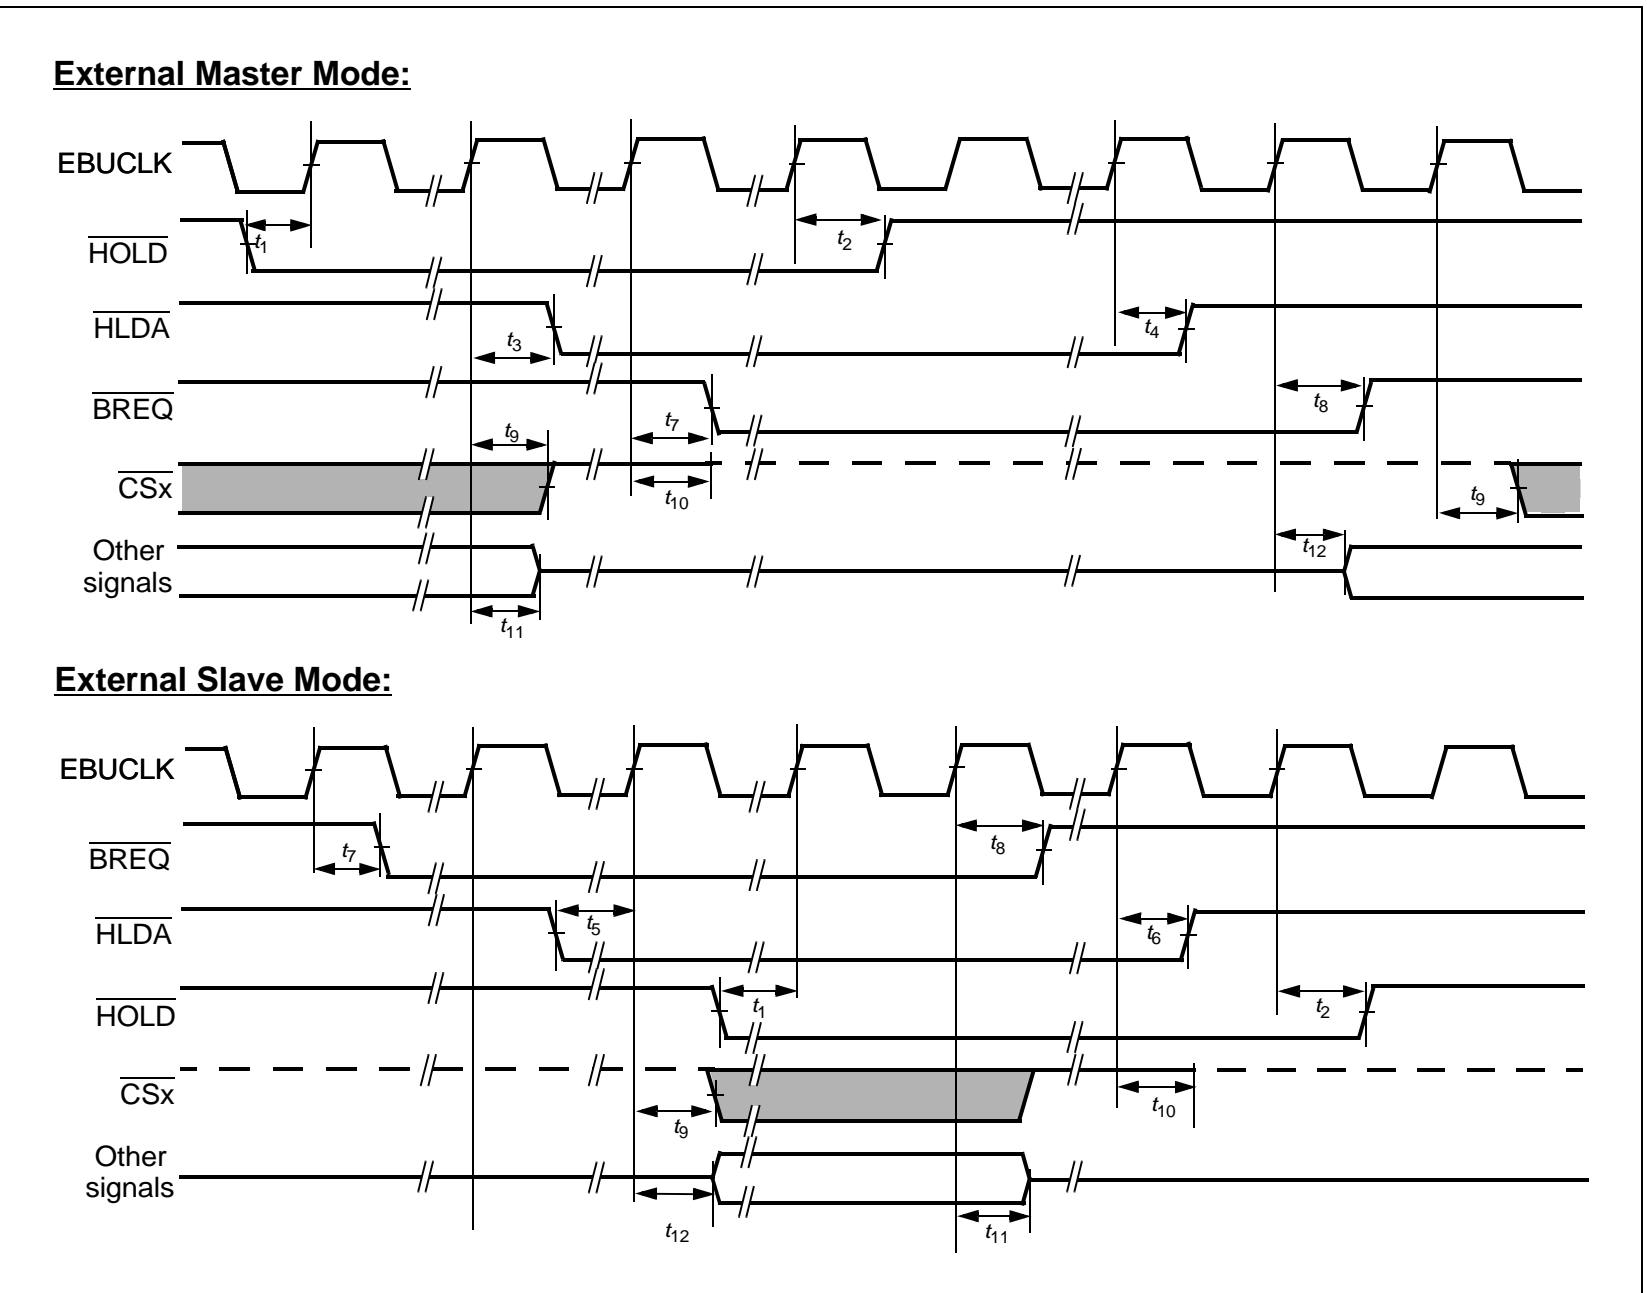 External Master Mode:
EBUCLK
HOLD
t1
t2
HLDA
t3
t4
BREQ
t9
t7
t8
CSx
t10
t9
Other
signals
t12
t11
External Slave Mode:
EBUCLK
BREQ
t7
t8
HLDA
t5
t6
HOLD
t1
t2
CSx
t9
t10
Other
signals
t12
t11